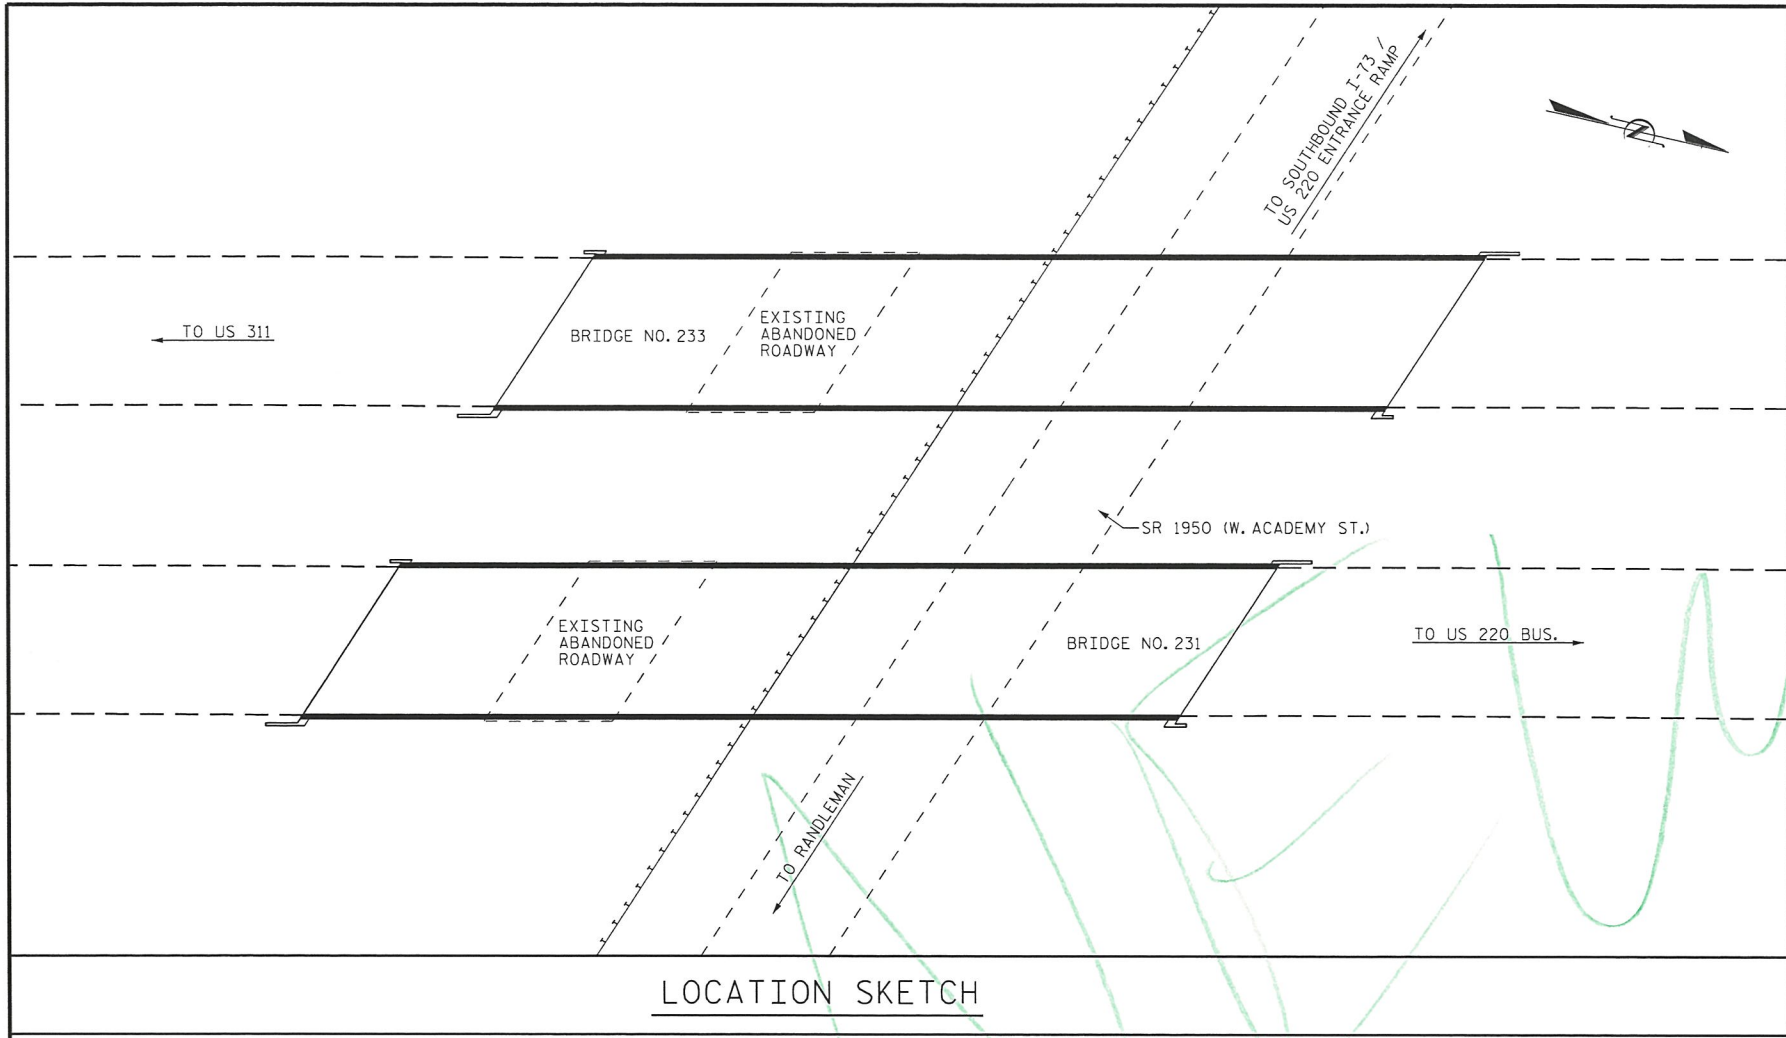 TO SOUTHBOUND I-73 /
US 220 ENTRANCE RAMP
N
TO US 311
BRIDGE NO. 233
EXISTING
ABANDONED
ROADWAY
SR 1950 (W. ACADEMY ST.)
EXISTING
ABANDONED
ROADWAY
BRIDGE NO. 231
TO US 220 BUS.
TO RANDLEMAN
LOCATION SKETCH